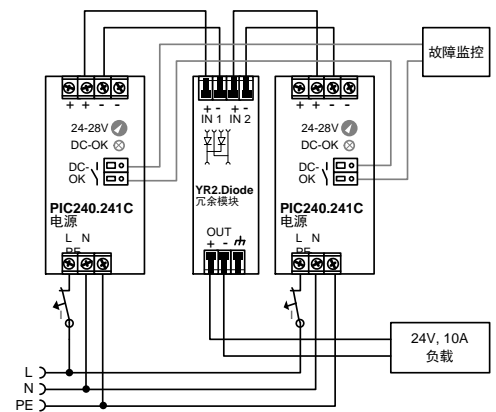 故障监控
+ + - -
+ - + -
IN 1 IN 2
+ + - -
24-28V
DC-OK
DC-
OK
PIC240.241C
电源
L N
PE
YR2.Diode
冗余模块
OUT
+ -
24-28V
DC-OK
DC-
OK
PIC240.241C
电源
L N
PE
I
I
24V, 10A
负载
L
N
PE